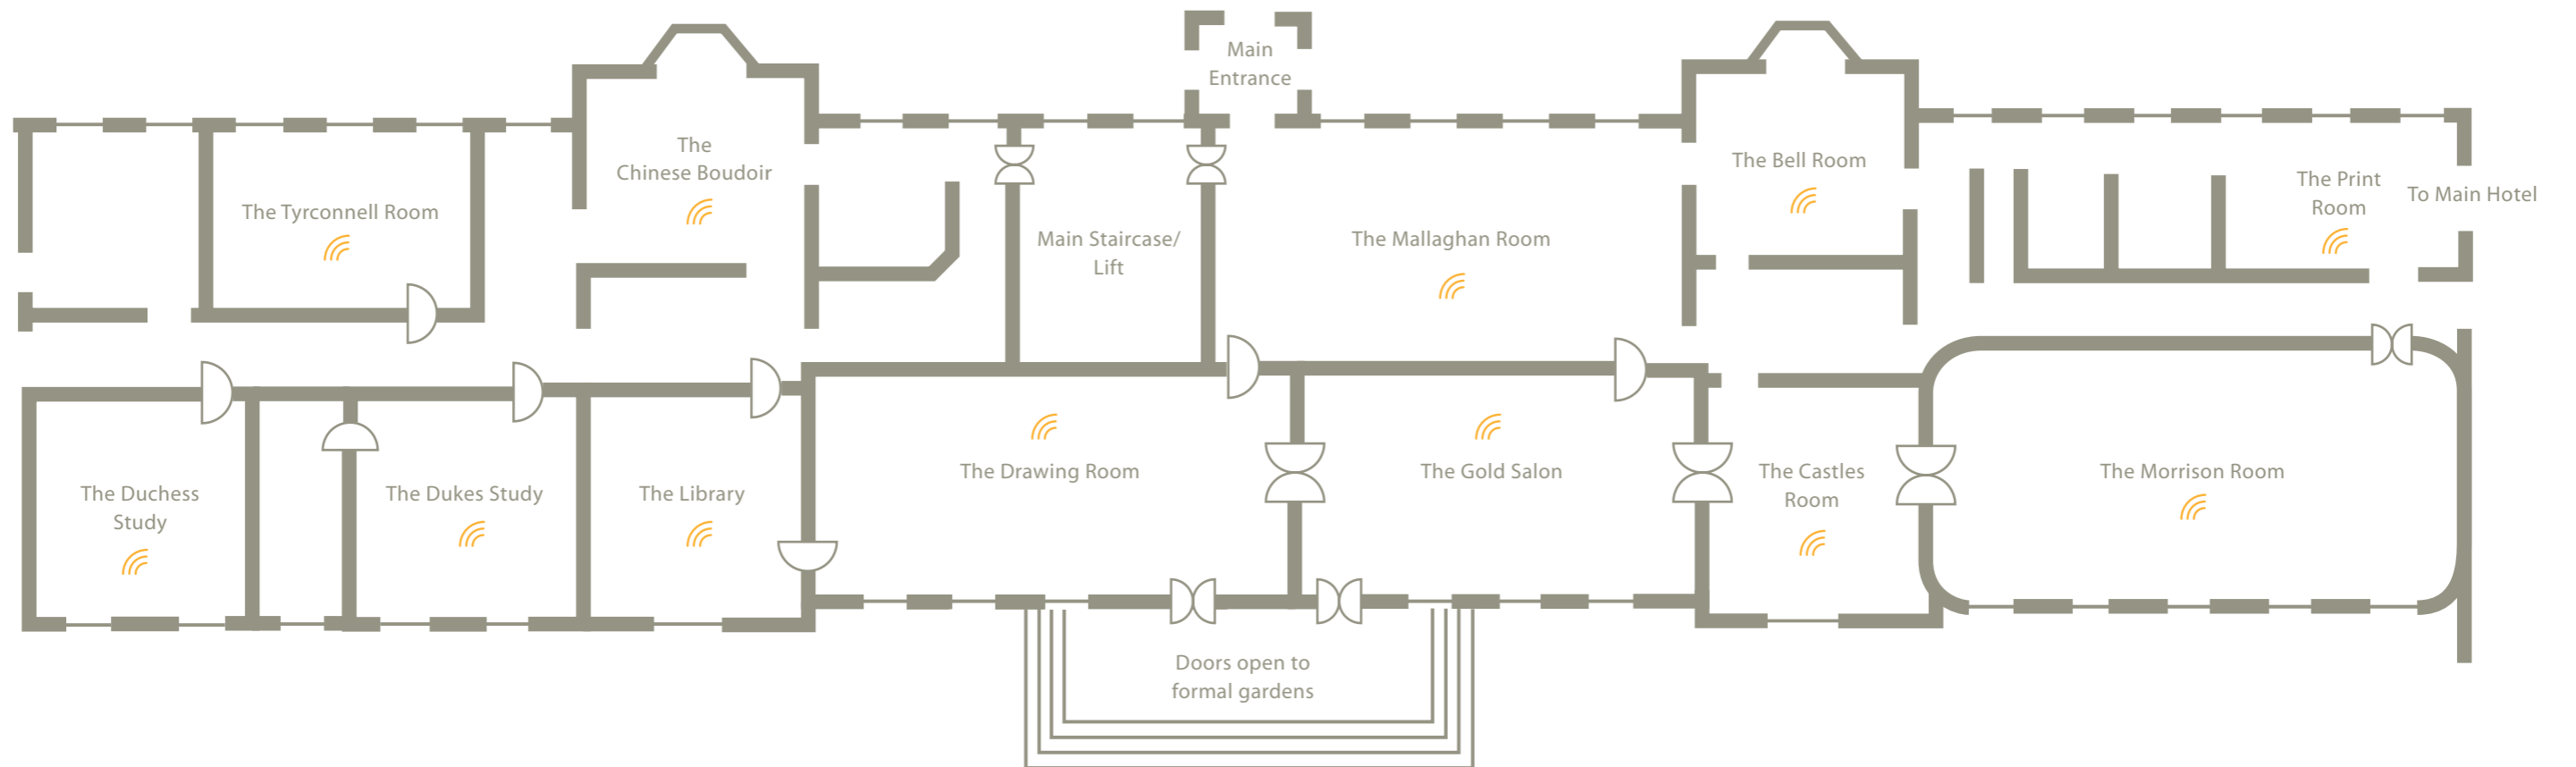 Main
Entrance
The
Chinese Boudoir
The Bell Room
The Print
Room
To Main Hotel
The Tyrconnell Room
Main Staircase/
Lift
The Mallaghan Room
The Duchess
Study
The Dukes Study
The Library
The Drawing Room
The Gold Salon
The Castles
Room
The Morrison Room
Doors open to
formal gardens